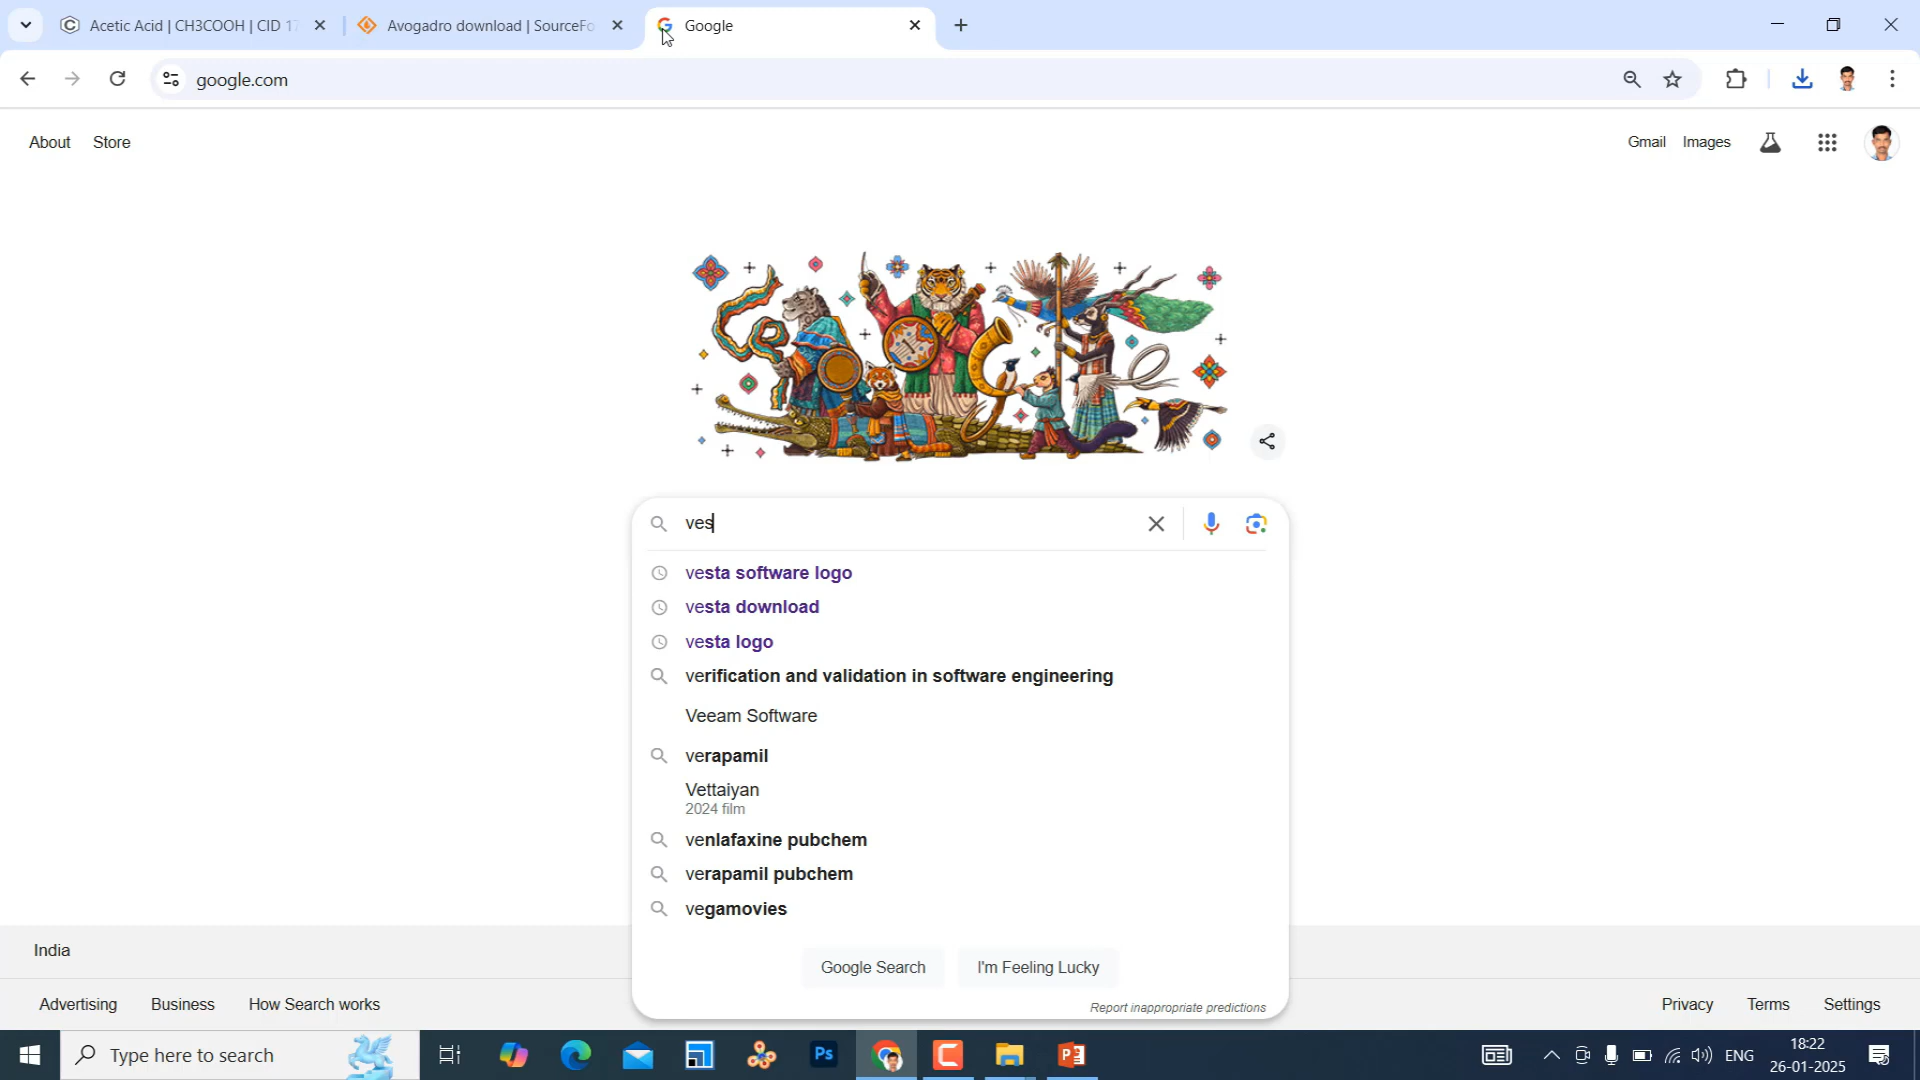 Acetic Acid | CH3COOH | CID 17
Avogadro download | SourceFo
Google
google.com
About
Store
Gmail
Images
ves
vesta software logo
vesta download
vesta logo
verification and validation in software engineering
Veeam Software
verapamil
Vettaiyan
2024 film
venlafaxine pubchem
verapamil pubchem
vegamovies
Google Search
I'm Feeling Lucky
Report inappropriate predictions
India
Advertising
Business
How Search works
Privacy
Terms
Settings
Type here to search
Ps
ENG
18:22
26-01-2025